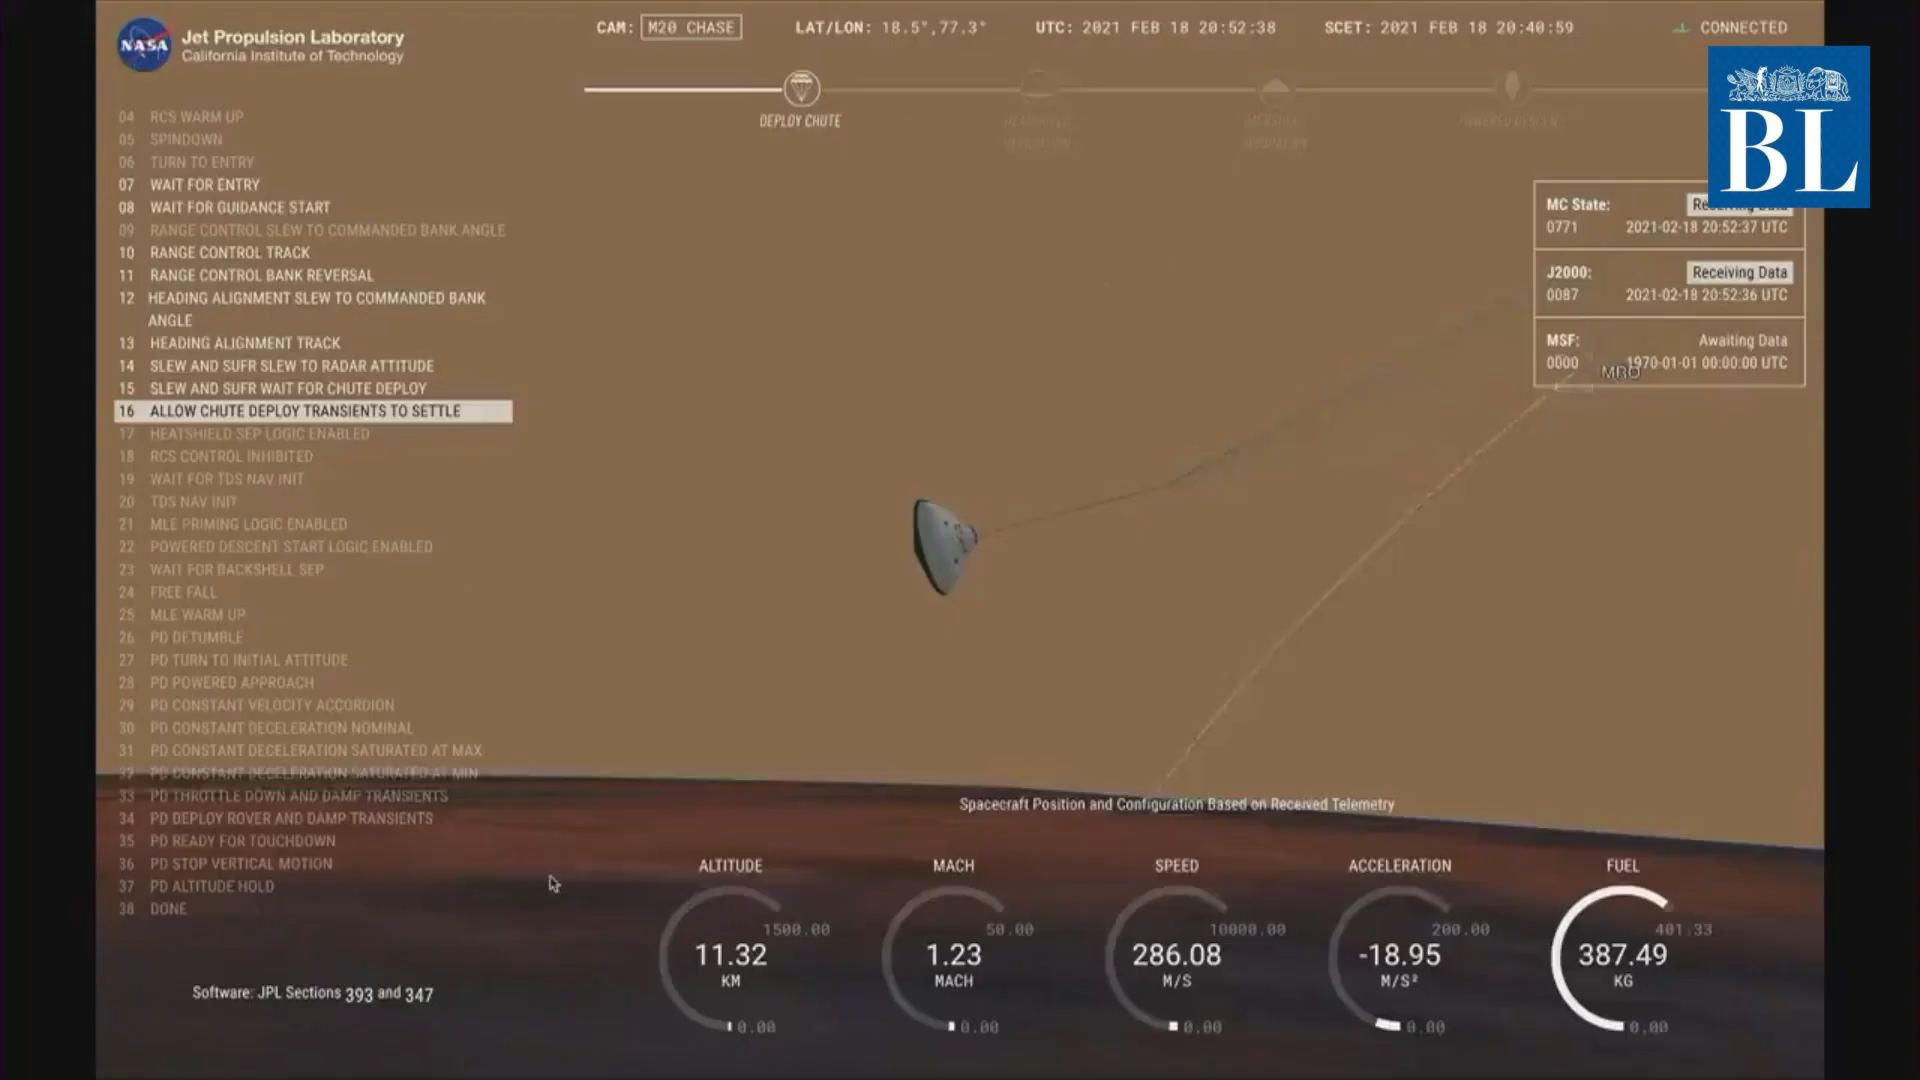 NASA
Jet Propulsion Laboratory
California Institute of Technology
CAM: M20 CHASE
LAT/LON: 18.5°,77.3°
UTC: 2021 FEB 18 20:52:38
SCET: 2021 FEB 18 20:40:59
CONNECTED
BL
DEPLOY CHUTE
04 RCS WARM UP
05 SPINDOWN
06 TURN TO ENTRY
07 WAIT FOR ENTRY
08 WAIT FOR GUIDANCE START
09 RANGE CONTROL SLEW TO COMMANDED BANK ANGLE
10 RANGE CONTROL TRACK
11 RANGE CONTROL BANK REVERSAL
12 HEADING ALIGNMENT SLEW TO COMMANDED BANK
ANGLE
13 HEADING ALIGNMENT TRACK
14 SLEW AND SUFR SLEW TO RADAR ATTITUDE
15 SLEW AND SUFR WAIT FOR CHUTE DEPLOY
16 ALLOW CHUTE DEPLOY TRANSIENTS TO SETTLE
17 HEATSHIELD SEP LOGIC ENABLED
18 RCS CONTROL INHIBITED
19 WAIT FOR TDS NAV INIT
20 TDS NAV INIT
21 MLE PRIMING LOGIC ENABLED
22 POWERED DESCENT START LOGIC ENABLED
23 WAIT FOR BACKSHELL SEP
24 FREE FALL
25 MLE WARM UP
26 PD DETUMBLE
27 PD TURN TO INITIAL ATTITUDE
28 PD POWERED APPROACH
29 PD CONSTANT VELOCITY ACCORDION
30 PD CONSTANT DECELERATION NOMINAL
31 PD CONSTANT DECELERATION SATURATED AT MAX
32 PD CONSTANT DECELERATION SATURATED AT MIN
33 PD THROTTLE DOWN AND DAMP TRANSIENTS
34 PD DEPLOY ROVER AND DAMP TRANSIENTS
35 PD READY FOR TOUCHDOWN
36 PD STOP VERTICAL MOTION
37 PD ALTITUDE HOLD
38 DONE
Software: JPL Sections 393 and 347
MC State: Receiving Data
0771 2021-02-18 20:52:37 UTC
J2000: Receiving Data
0087 2021-02-18 20:52:36 UTC
MSF: Awaiting Data
0000 1970-01-01 00:00:00 UTC
MRO
Spacecraft Position and Configuration Based on Received Telemetry
ALTITUDE
1500.00
11.32
KM
0.00
MACH
50.00
1.23
MACH
0.00
SPEED
10000.00
286.08
M/S
0.00
ACCELERATION
200.00
-18.95
M/S²
0.00
FUEL
401.33
387.49
KG
0.00